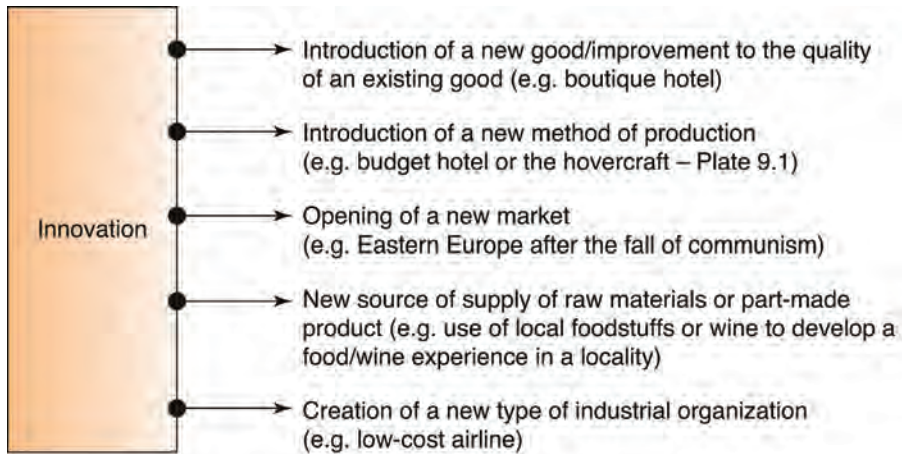 Innovation
Introduction of a new good/improvement to the quality
of an existing good (e.g. boutique hotel)
Introduction of a new method of production
(e.g. budget hotel or the hovercraft – Plate 9.1)
Opening of a new market
(e.g. Eastern Europe after the fall of communism)
New source of supply of raw materials or part-made
product (e.g. use of local foodstuffs or wine to develop a
food/wine experience in a locality)
Creation of a new type of industrial organization
(e.g. low-cost airline)